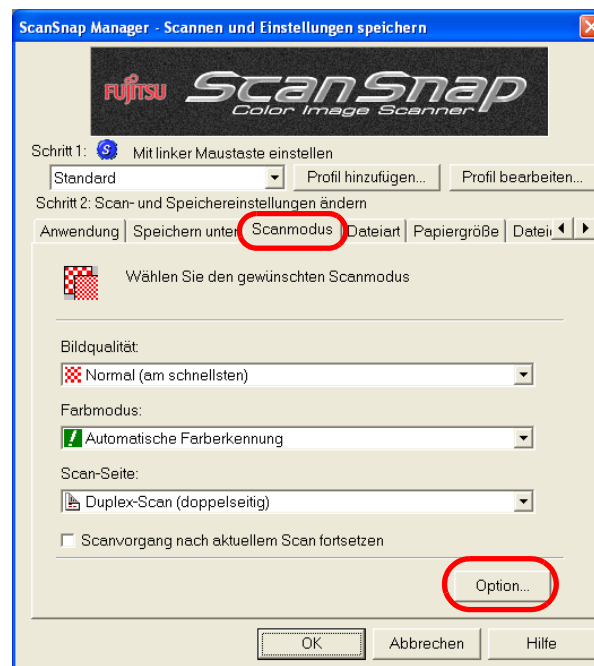 ScanSnap Manager - Scannen und Einstellungen speichern
FUJITSU ScanSnap
Color Image Scanner
Schritt 1: S Mit linker Maustaste einstellen
Standard Profil hinzufügen... Profil bearbeiten...
Schritt 2: Scan- und Speichereinstellungen ändern
Anwendung Speichern unter Scanmodus Dateiart Papiergröße Datei
Wählen Sie den gewünschten Scanmodus
Bildqualität:
Normal (am schnellsten)
Farbmodus:
Automatische Farberkennung
Scan-Seite:
Duplex-Scan (doppelseitig)
Scanvorgang nach aktuellem Scan fortsetzen
Option...
OK Abbrechen Hilfe